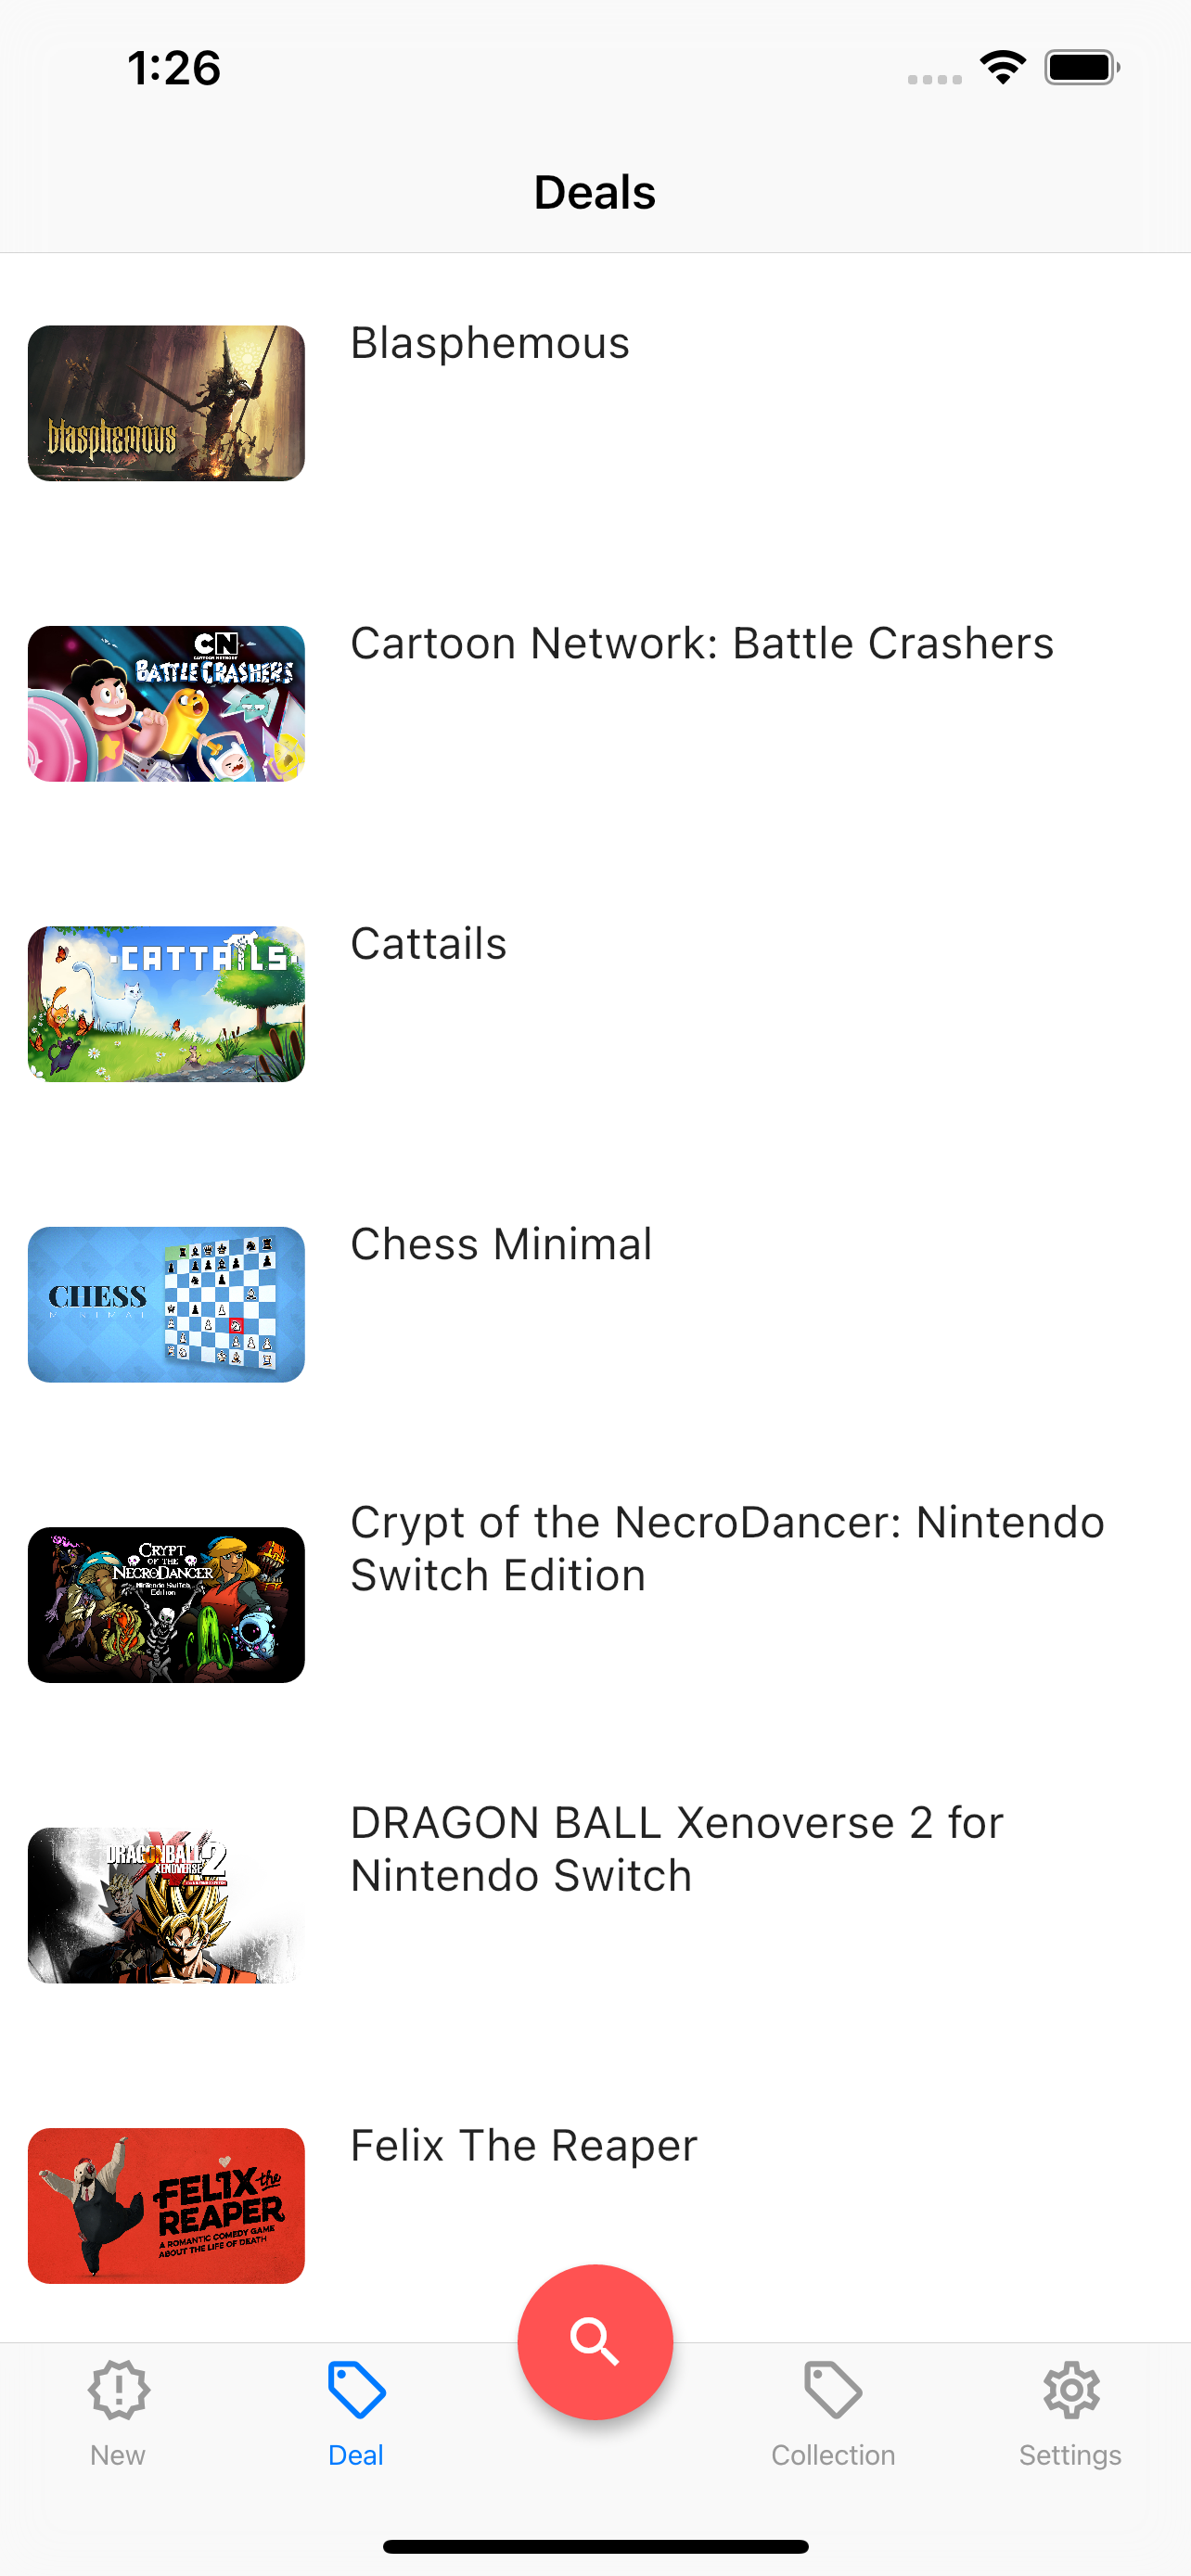 1:26
Deals
blasphemous
Blasphemous
CN
CARTOON NETWORK
BATTLE CRASHERS
Cartoon Network: Battle Crashers
CATTAILS
Cattails
CHESS
MINIMAL
Chess Minimal
CRYPT
OF THE
NECRODANCER
Nintendo Switch
Edition
Crypt of the NecroDancer: Nintendo
Switch Edition
DRAGONBALL
XENOVERSE 2
DRAGON BALL Xenoverse 2 for
Nintendo Switch
FELIX the
REAPER
A ROMANTIC COMEDY GAME
ABOUT THE LIFE OF DEATH
Felix The Reaper
New
Deal
Collection
Settings